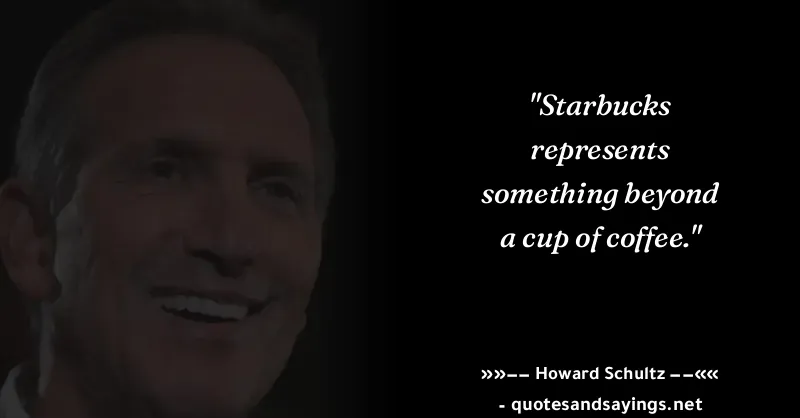 "Starbucks
represents
something beyond
a cup of coffee."
»»–– Howard Schultz ––««
- quotesandsayings.net